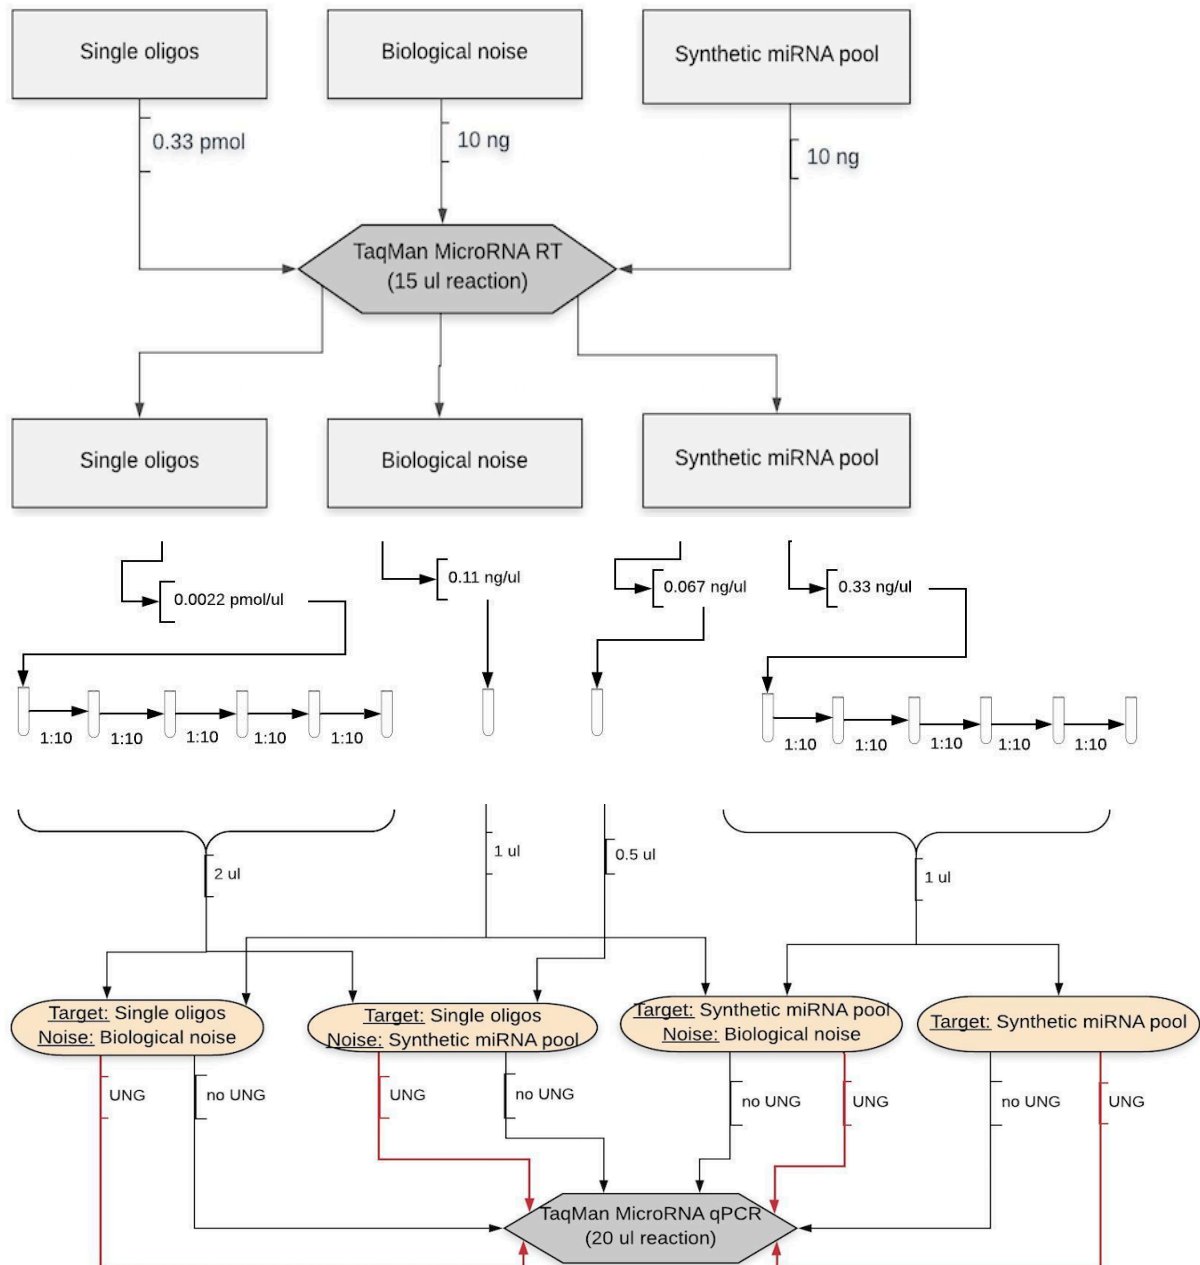 Single oligos
Biological noise
Synthetic miRNA pool
0.33 pmol
10 ng
10 ng
TaqMan MicroRNA RT
(15 ul reaction)
Single oligos
Biological noise
Synthetic miRNA pool
0.0022 pmol/ul
0.11 ng/ul
0.067 ng/ul
0.33 ng/ul
1:10
1:10
1:10
1:10
1:10
1:10
1:10
1:10
1:10
1:10
2 ul
1 ul
0.5 ul
1 ul
Target: Single oligos
Noise: Biological noise
Target: Single oligos
Noise: Synthetic miRNA pool
Target: Synthetic miRNA pool
Noise: Biological noise
Target: Synthetic miRNA pool
UNG
no UNG
UNG
no UNG
no UNG
UNG
no UNG
UNG
TaqMan MicroRNA qPCR
(20 ul reaction)